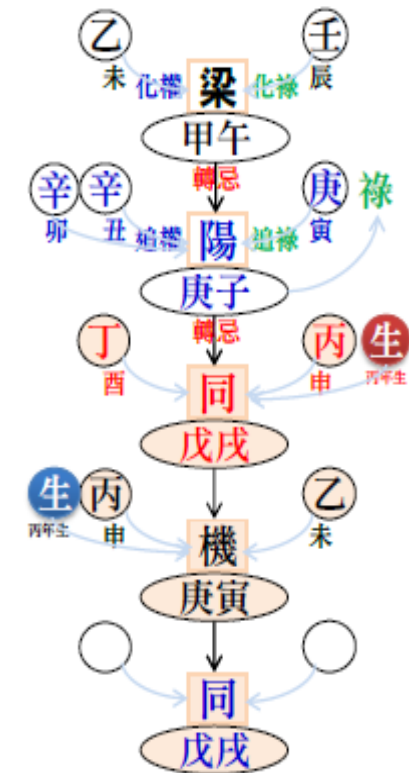 乙 壬
未 化權 梁 化祿 辰
甲午
轉忌
辛 辛 庚 祿
卯 丑 追權 陽 追祿 寅
庚子
轉忌
丁 丙 生
酉 同 申 丙年生
戊戌
生 丙 乙
丙年生 申 機 未
庚寅
同
戊戌